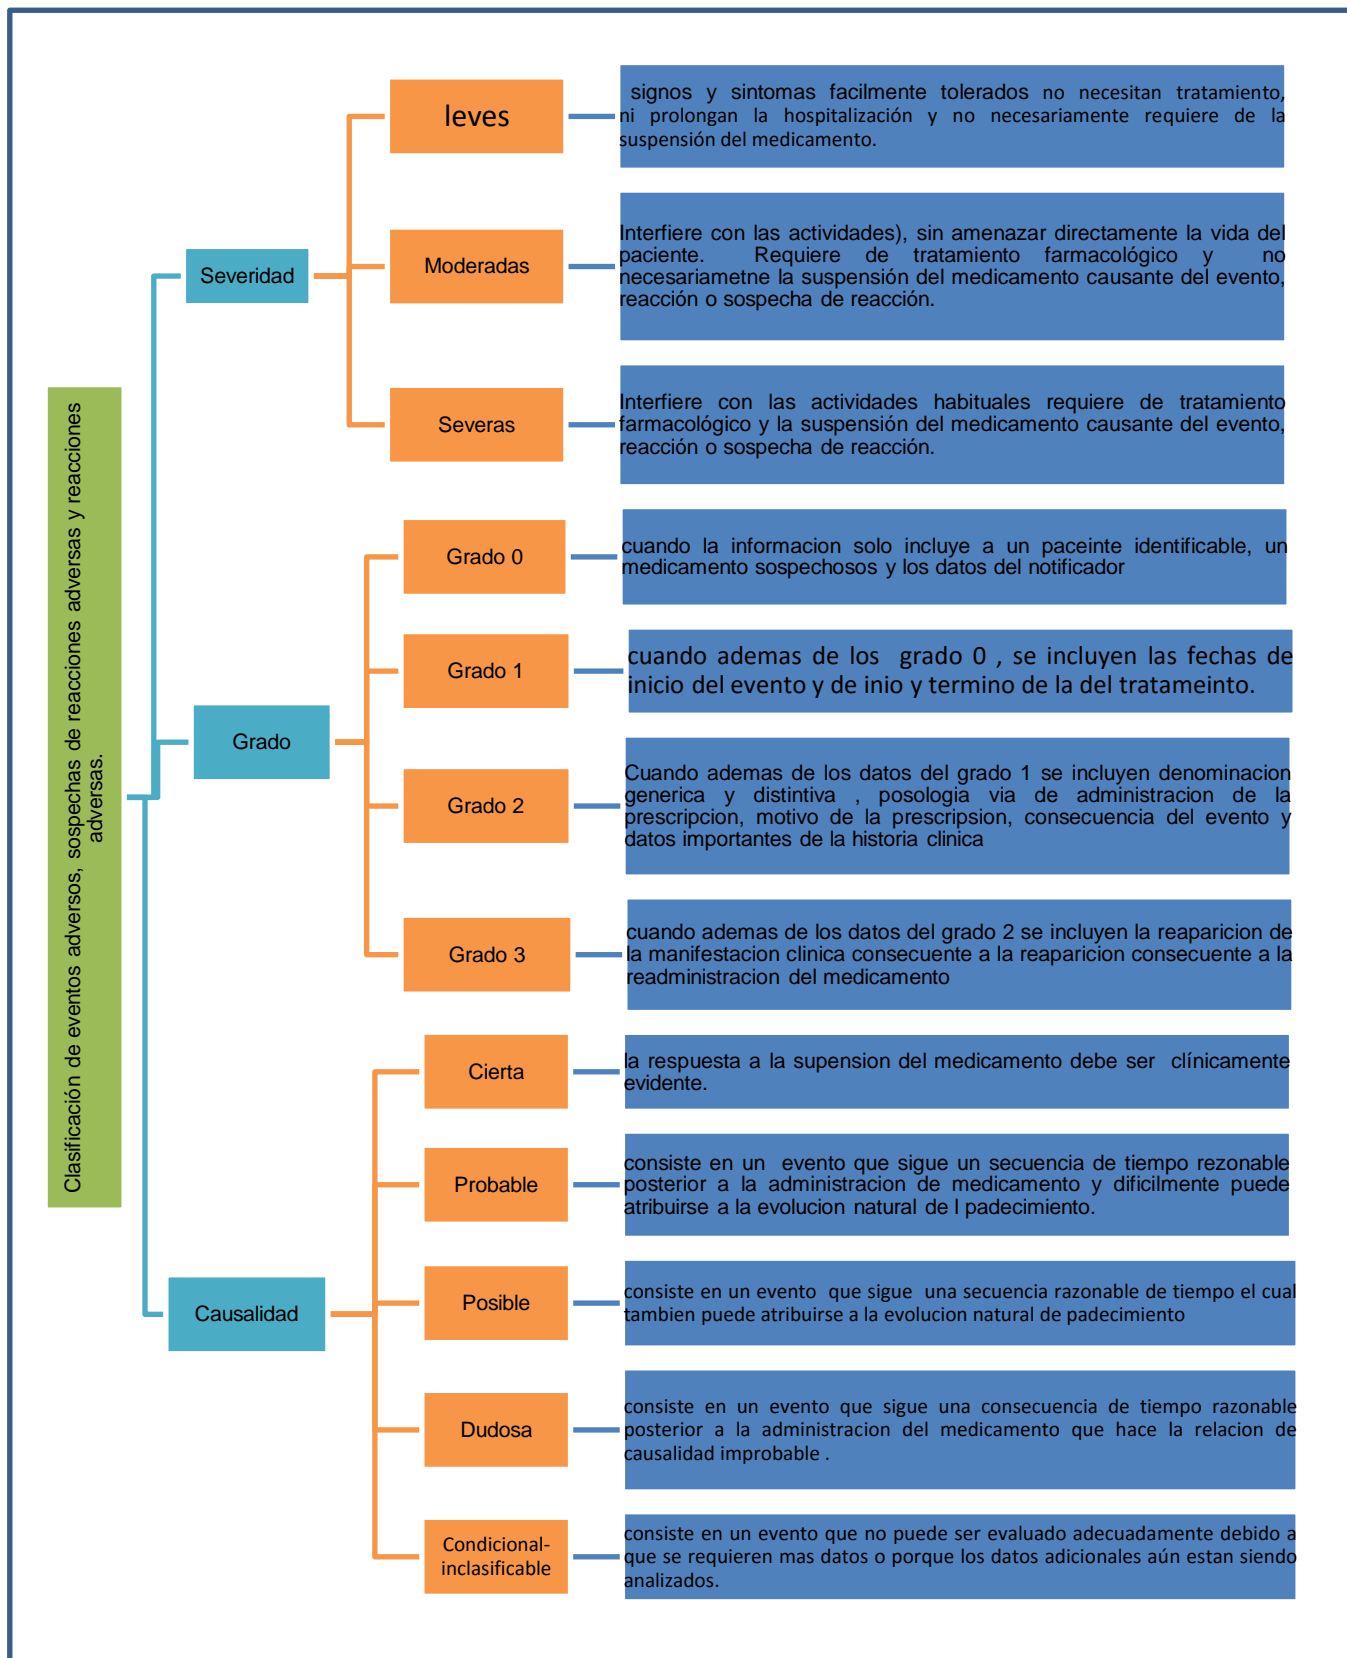 Clasificación de eventos adversos, sospechas de reacciones adversas y reacciones
adversas.
Severidad
leves
signos y sintomas facilmente tolerados no necesitan tratamiento,
ni prolongan la hospitalización y no necesariamente requiere de la
suspensión del medicamento.
Moderadas
Interfiere con las actividades), sin amenazar directamente la vida del
paciente. Requiere de tratamiento farmacológico y no
necesariametne la suspensión del medicamento causante del evento,
reacción o sospecha de reacción.
Severas
Interfiere con las actividades habituales requiere de tratamiento
farmacológico y la suspensión del medicamento causante del evento,
reacción o sospecha de reacción.
Grado
Grado 0
cuando la informacion solo incluye a un paceinte identificable, un
medicamento sospechosos y los datos del notificador
Grado 1
cuando ademas de los grado 0 , se incluyen las fechas de
inicio del evento y de inio y termino de la del tratameinto.
Grado 2
Cuando ademas de los datos del grado 1 se incluyen denominacion
generica y distintiva , posologia via de administracion de la
prescripcion, motivo de la prescripsion, consecuencia del evento y
datos importantes de la historia clinica
Grado 3
cuando ademas de los datos del grado 2 se incluyen la reaparicion de
la manifestacion clinica consecuente a la reaparicion consecuente a la
readministracion del medicamento
Causalidad
Cierta
la respuesta a la supension del medicamento debe ser clínicamente
evidente.
Probable
consiste en un evento que sigue un secuencia de tiempo rezonable
posterior a la administracion de medicamento y dificilmente puede
atribuirse a la evolucion natural de l padecimiento.
Posible
consiste en un evento que sigue una secuencia razonable de tiempo el cual
tambien puede atribuirse a la evolucion natural de padecimiento
Dudosa
consiste en un evento que sigue una consecuencia de tiempo razonable
posterior a la administracion del medicamento que hace la relacion de
causalidad improbable .
Condicional-
inclasificable
consiste en un evento que no puede ser evaluado adecuadamente debido a
que se requieren mas datos o porque los datos adicionales aún estan siendo
analizados.